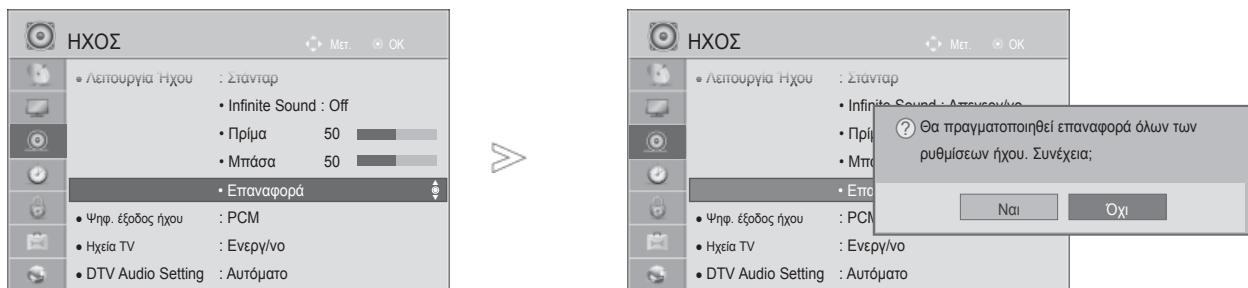 ΗΧΟΣ Μετ. OK
• Λειτουργία Ήχου : Στάνταρ
• Infinite Sound : Off
• Πρίμα 50
• Μπάσα 50
• Επαναφορά
• Ψηφ. έξοδος ήχου : PCM
• Ηχεία TV : Ενεργ/νο
• DTV Audio Setting : Αυτόματο
ΗΧΟΣ Μετ. OK
• Λειτουργία Ήχου : Στάνταρ
• Infinite Sound : Απενεργ/νο
• Πρίμ
• Μπά
• Επα
• Ψηφ. έξοδος ήχου : PCM
• Ηχεία TV : Ενεργ/νο
• DTV Audio Setting : Αυτόματο
? Θα πραγματοποιηθεί επαναφορά όλων των
ρυθμίσεων ήχου. Συνέχεια;
Ναι Όχι